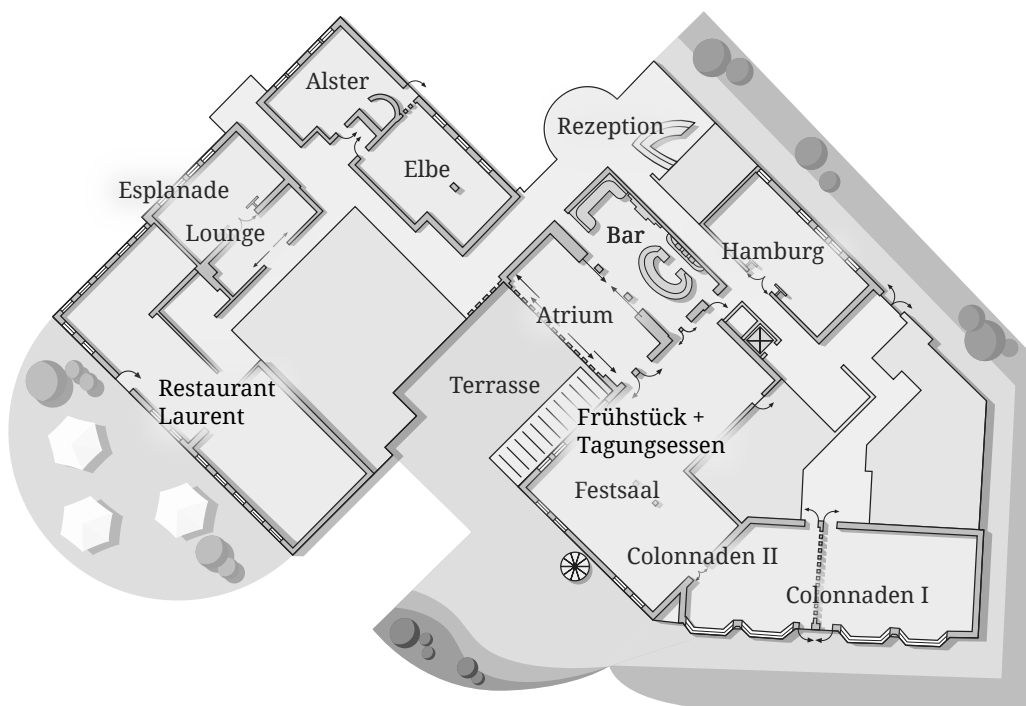 Alster
Rezeption
Elbe
Esplanade
Lounge
Bar
Hamburg
Atrium
Terrasse
Restaurant
Laurent
Frühstück +
Tagungsessen
Festsaal
Colonnaden II
Colonnaden I